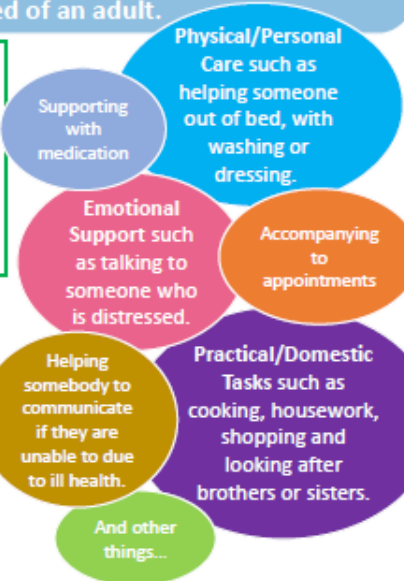 ed of an adult.
Physical/Personal
Care such as
helping someone
out of bed, with
washing or
dressing.
Supporting
with
medication
Emotional
Support such
as talking to
someone who
is distressed.
Accompanying
to
appointments
Helping
somebody to
communicate
if they are
unable to due
to ill health.
Practical/Domestic
Tasks such as
cooking, housework,
shopping and
looking after
brothers or sisters.
And other
things...